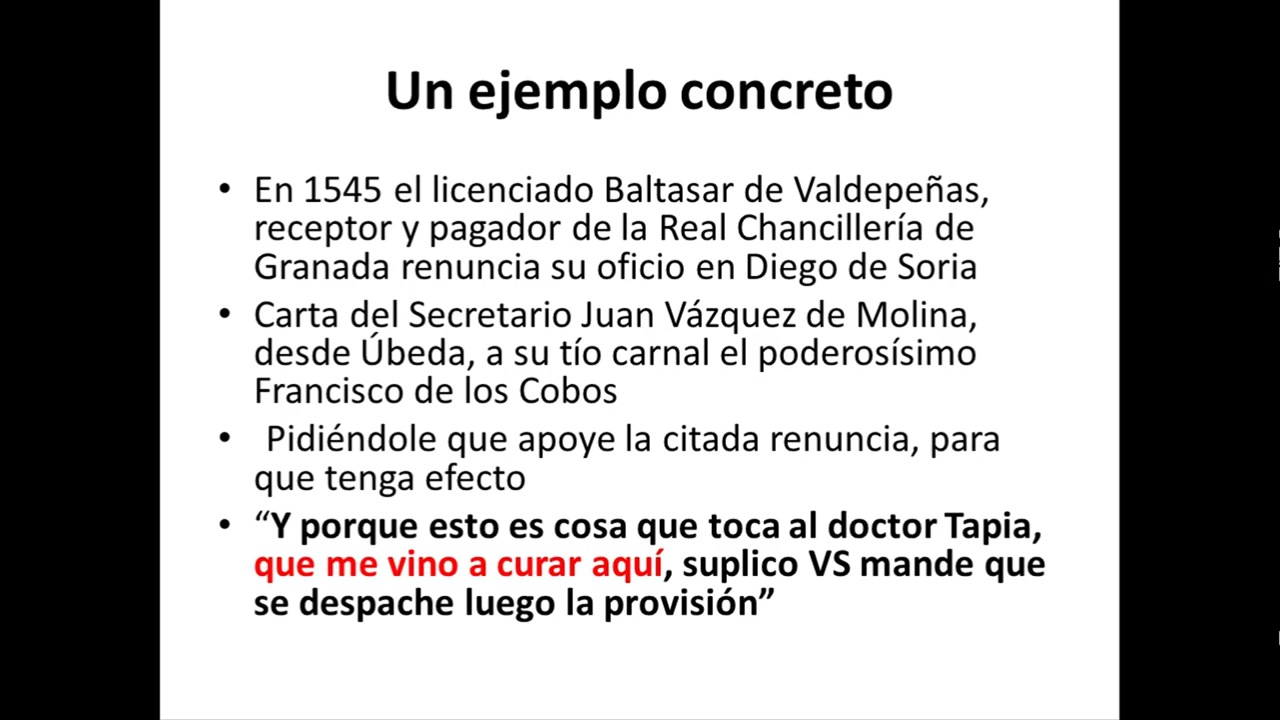 Un ejemplo concreto
• En 1545 el licenciado Baltasar de Valdepeñas,
receptor y pagador de la Real Chancillería de
Granada renuncia su oficio en Diego de Soria
• Carta del Secretario Juan Vázquez de Molina,
desde Úbeda, a su tío carnal el poderosísimo
Francisco de los Cobos
• Pidiéndole que apoye la citada renuncia, para
que tenga efecto
• “Y porque esto es cosa que toca al doctor Tapia,
que me vino a curar aquí, suplico VS mande que
se despache luego la provisión”